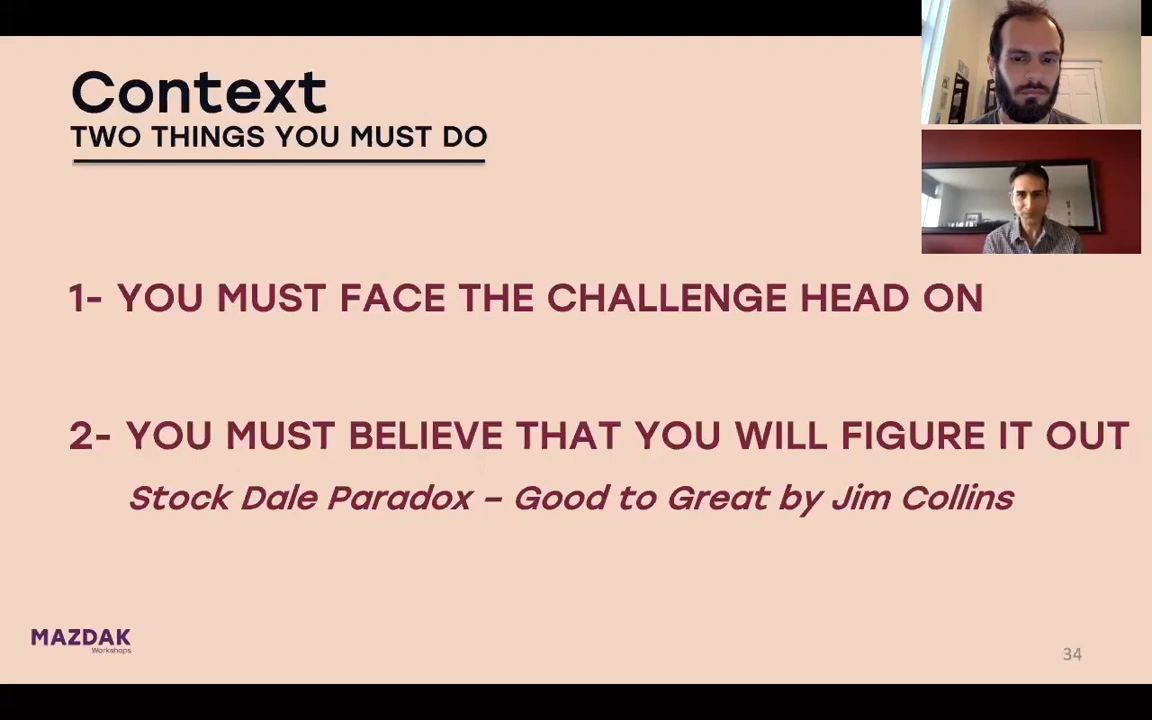 Context
TWO THINGS YOU MUST DO
1- YOU MUST FACE THE CHALLENGE HEAD ON
2- YOU MUST BELIEVE THAT YOU WILL FIGURE IT OUT
Stock Dale Paradox – Good to Great by Jim Collins
MAZDAK
Workshops
34